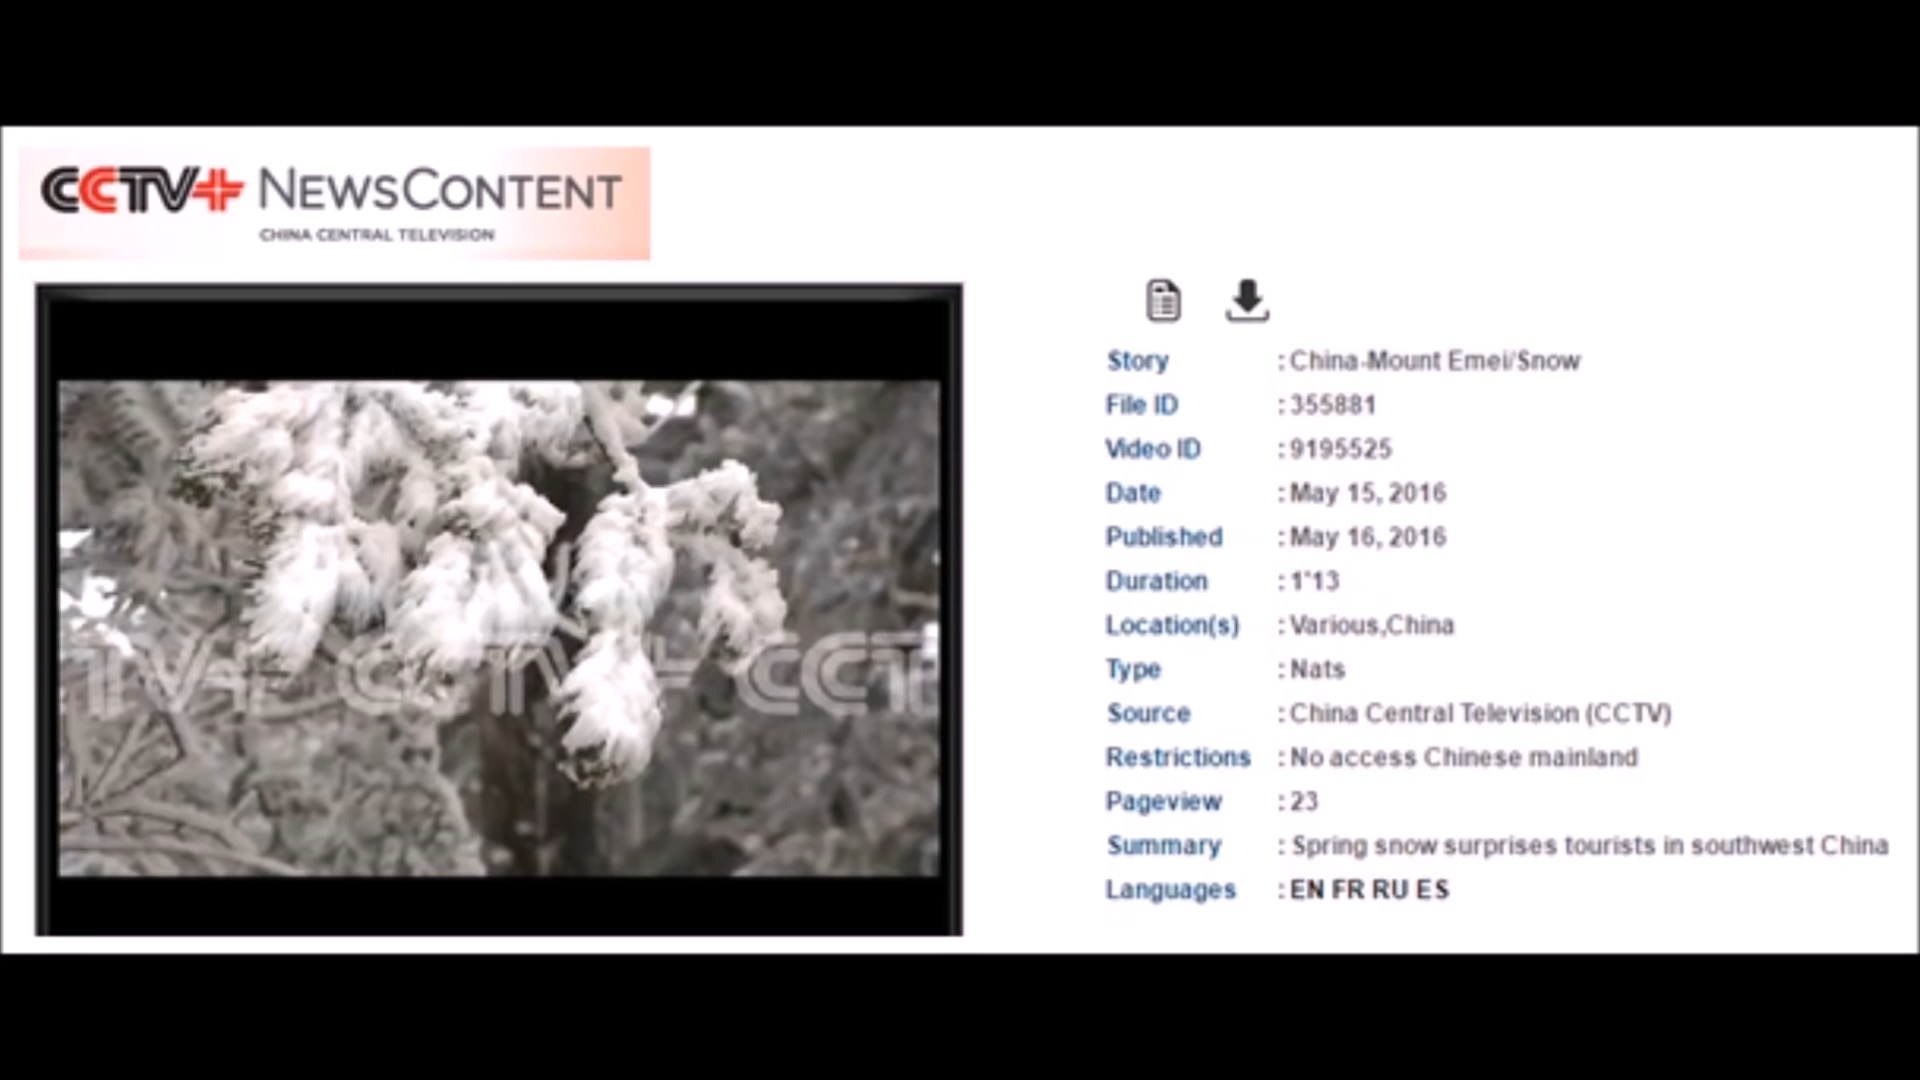 CCTV+ NEWSCONTENT
CHINA CENTRAL TELEVISION
Story : China-Mount Emei/Snow
File ID : 355881
Video ID : 9195525
Date : May 15, 2016
Published : May 16, 2016
Duration : 1'13
Location(s) : Various,China
Type : Nats
Source : China Central Television (CCTV)
Restrictions : No access Chinese mainland
Pageview : 23
Summary : Spring snow surprises tourists in southwest China
Languages : EN FR RU ES
TV+ CCTV+ CCT